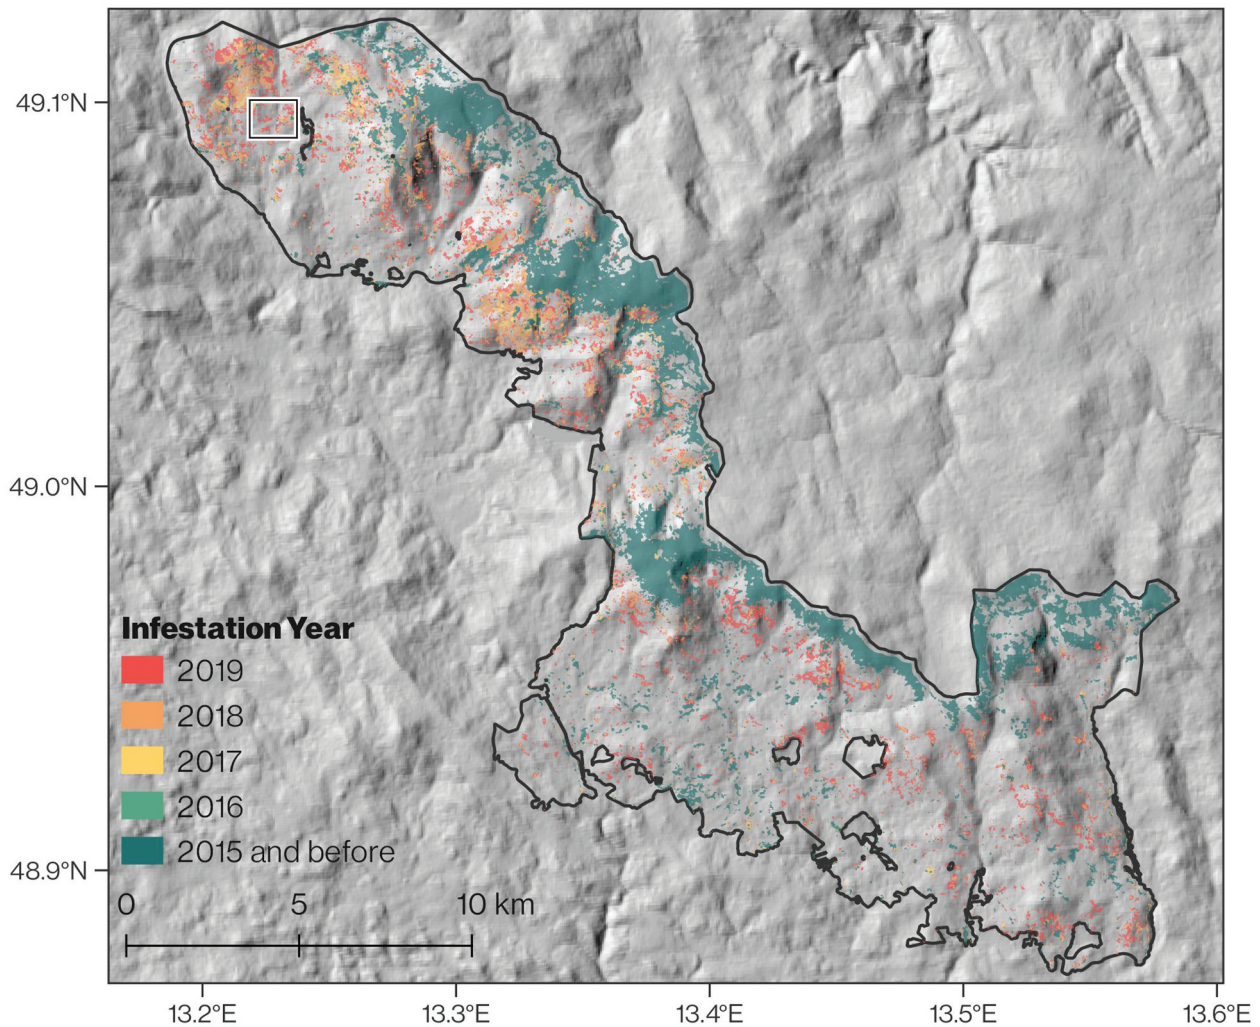 49.1°N
49.0°N
48.9°N
Infestation Year
2019
2018
2017
2016
2015 and before
0 5 10 km
13.2°E 13.3°E 13.4°E 13.5°E 13.6°E